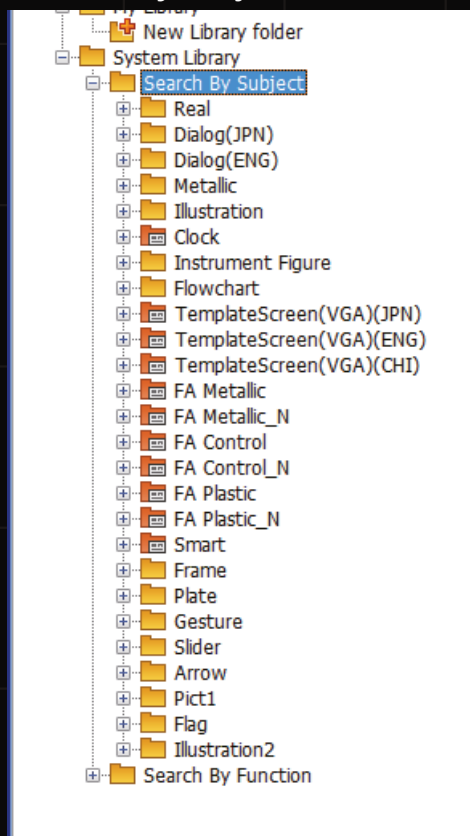 My Library
New Library folder
System Library
Search By Subject
Real
Dialog(JPN)
Dialog(ENG)
Metallic
Illustration
Clock
Instrument Figure
Flowchart
TemplateScreen(VGA)(JPN)
TemplateScreen(VGA)(ENG)
TemplateScreen(VGA)(CHI)
FA Metallic
FA Metallic_N
FA Control
FA Control_N
FA Plastic
FA Plastic_N
Smart
Frame
Plate
Gesture
Slider
Arrow
Pict1
Flag
Illustration2
Search By Function